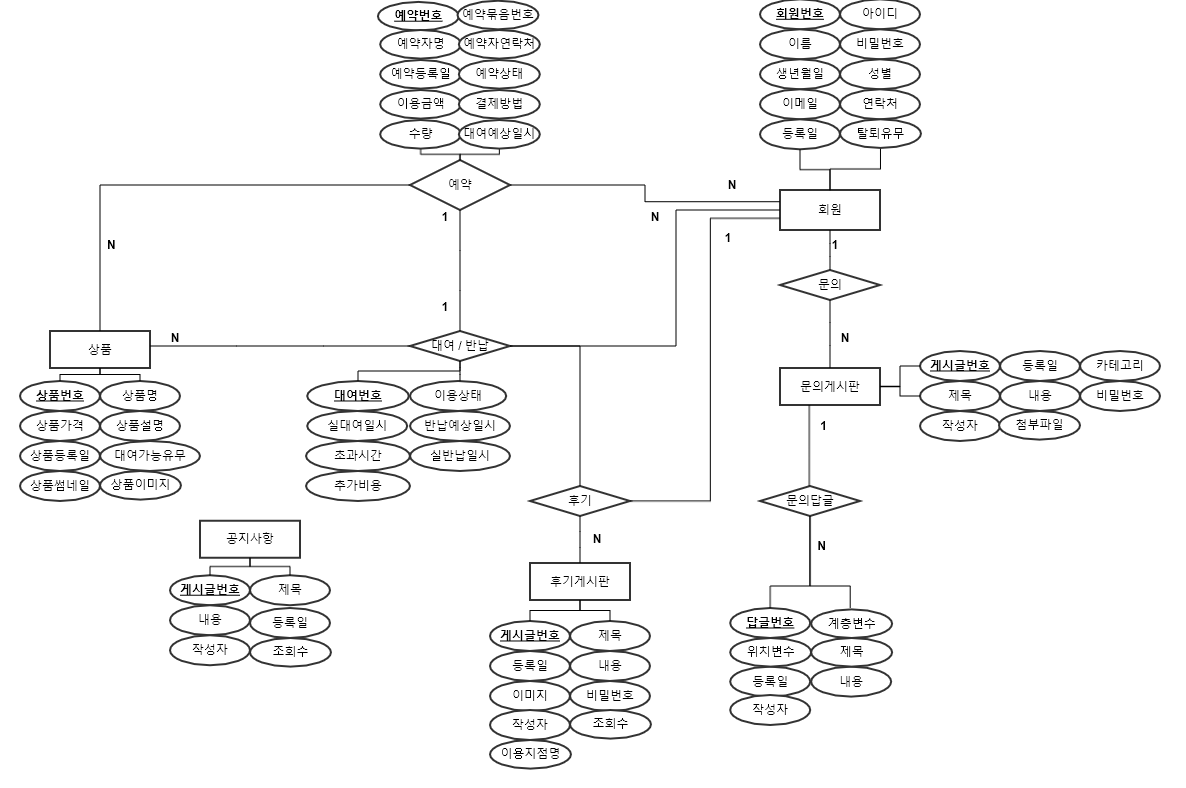 예약번호 예약묶음번호
예약자명 예약자연락처
예약등록일 예약상태
이용금액 결제방법
수량 대여예상일시
예약
회원번호 아이디
이름 비밀번호
생년월일 성별
이메일 연락처
등록일 탈퇴유무
회원
N
N
1
N
1
1
문의
1
N
상품
N
대여 / 반납
상품번호 상품명
상품가격 상품설명
상품등록일 대여가능유무
상품썸네일 상품이미지
대여번호 이용상태
실대여일시 반납예상일시
초과시간 실반납일시
추가비용
N
문의게시판
게시글번호 등록일 카테고리
제목 내용 비밀번호
작성자 첨부파일
1
후기
문의답글
N
N
공지사항
게시글번호 제목
내용 등록일
작성자 조회수
후기게시판
게시글번호 제목
등록일 내용
이미지 비밀번호
작성자 조회수
이용지점명
답글번호 계층변수
위치변수 제목
등록일 내용
작성자